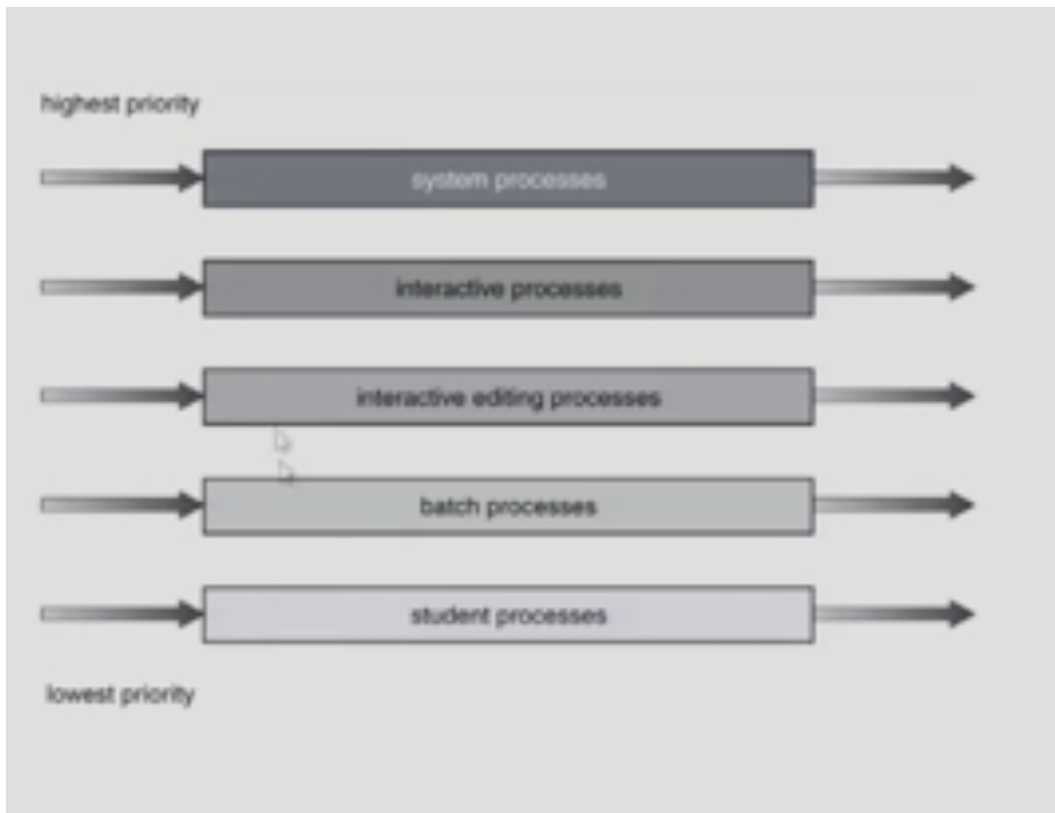 highest priority
system processes
interactive processes
interactive editing processes
batch processes
student processes
lowest priority